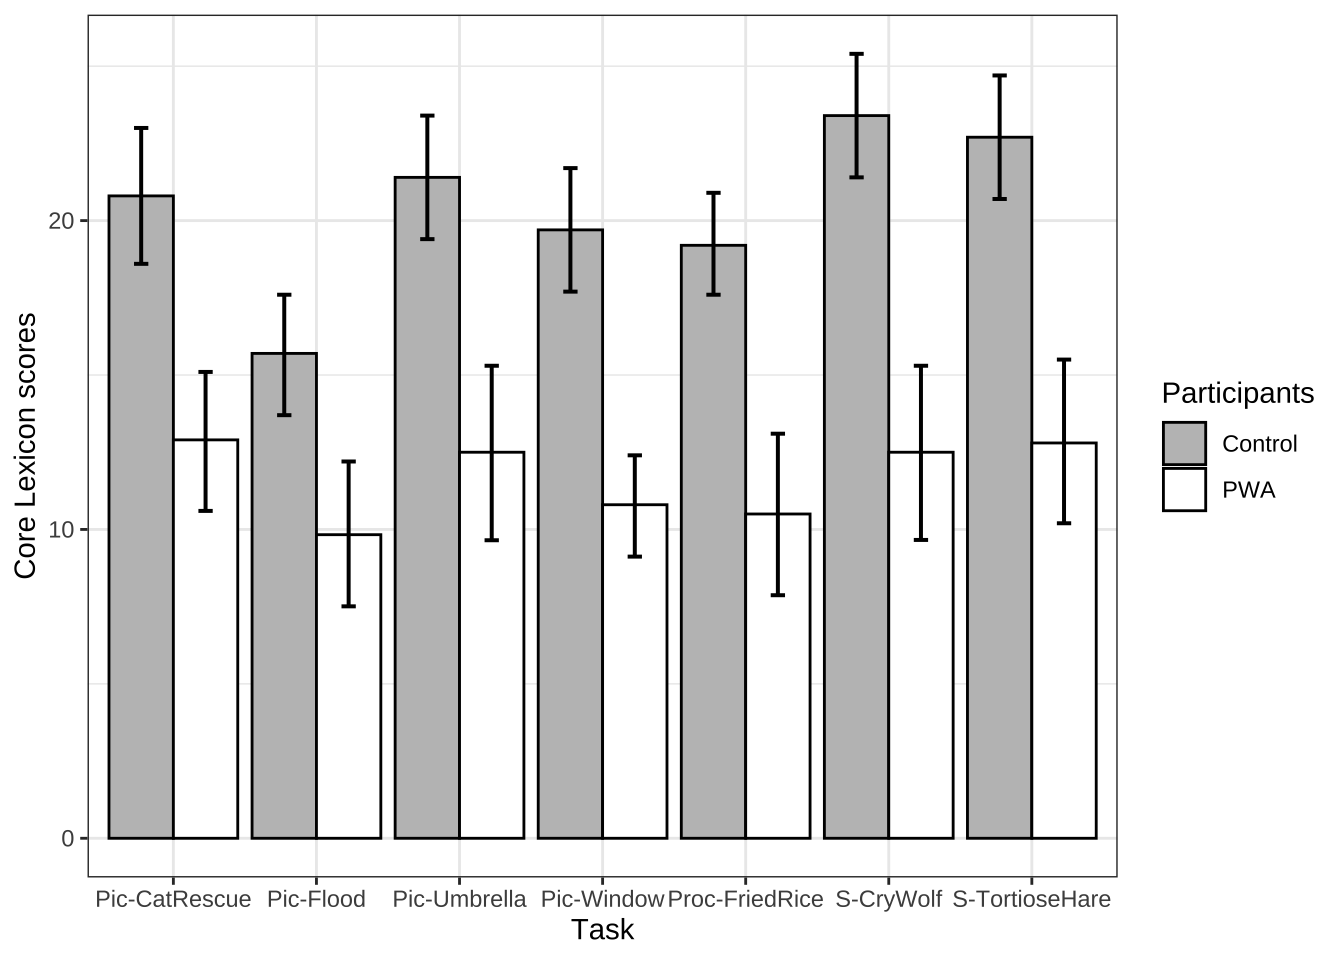 Core Lexicon scores
20
10
0
Pic-CatRescue Pic-Flood Pic-Umbrella Pic-Window Proc-FriedRice S-CryWolf S-TortioseHare
Task
Participants
Control
PWA